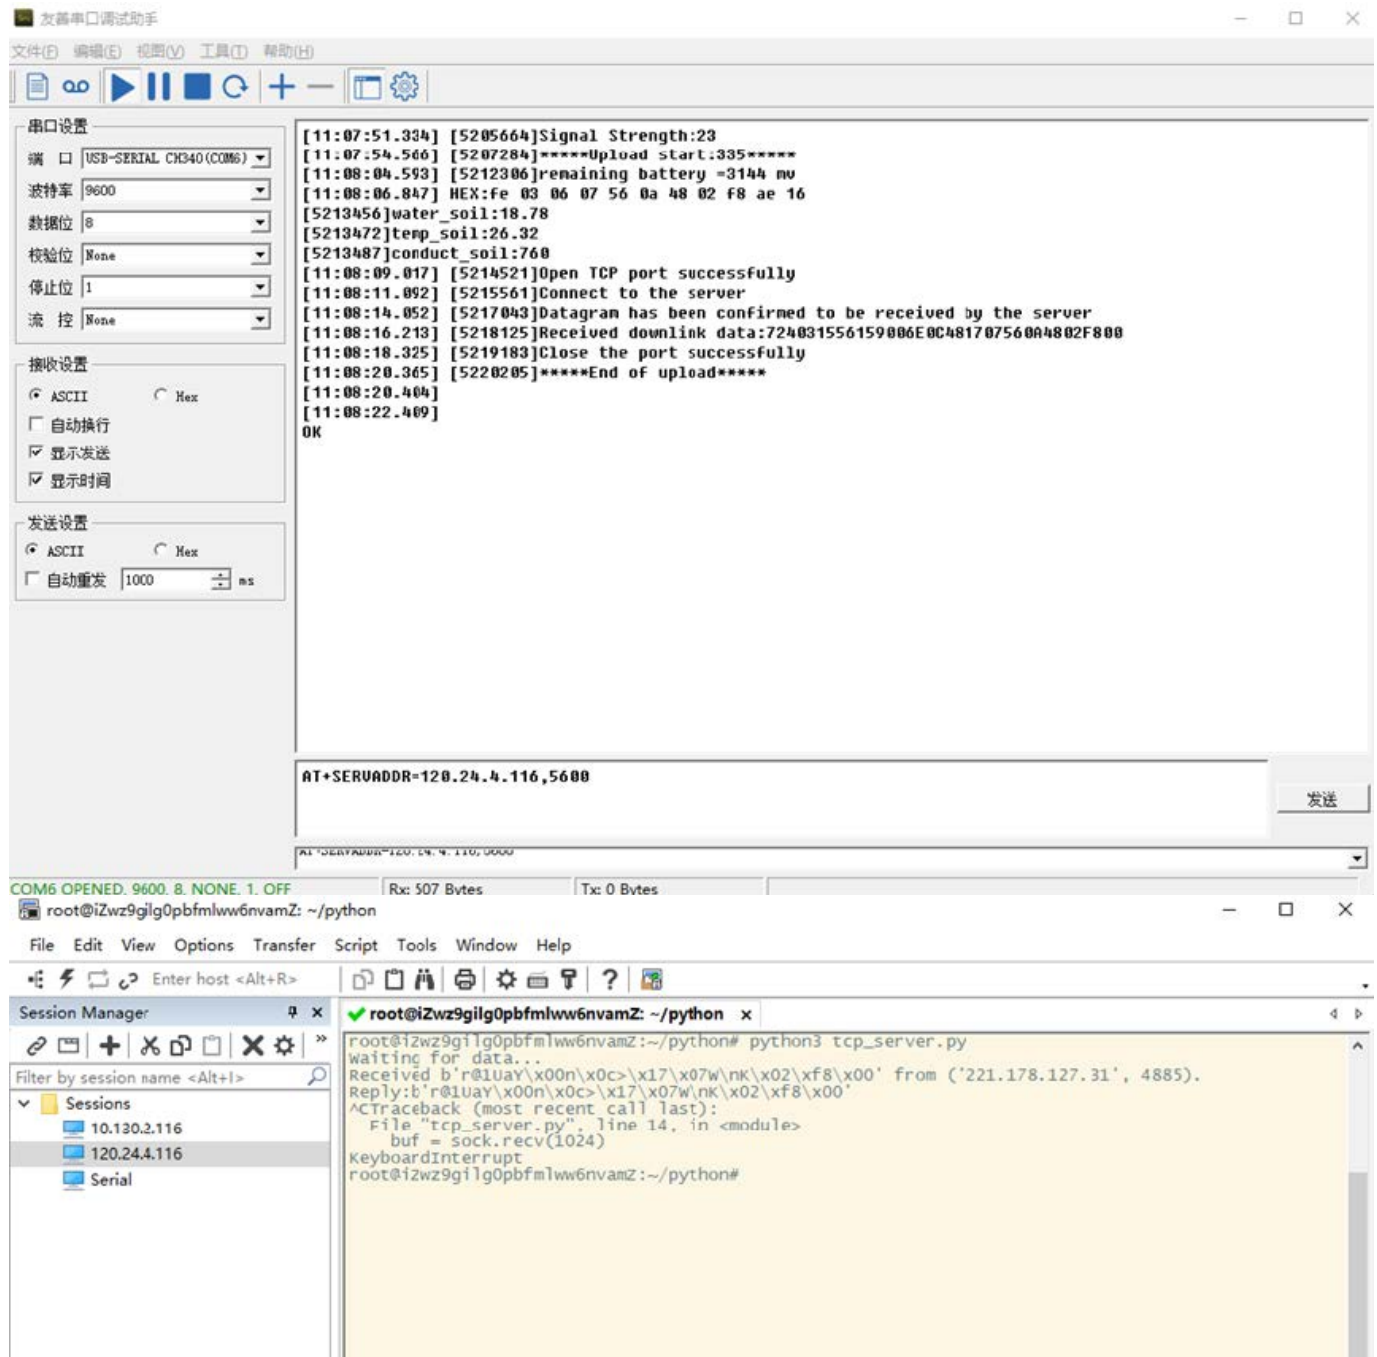 友善串口调试助手
文件(F) 编辑(E) 视图(V) 工具(T) 帮助(H)
串口设置
端 口 USB-SERIAL CH340(COM6)
波特率 9600
数据位 8
校验位 None
停止位 1
流 控 None
接收设置
ASCII Hex
自动换行
显示发送
显示时间
发送设置
ASCII Hex
自动重发 1000 ms
[11:07:51.334] [5205664]Signal Strength:23
[11:07:54.566] [5207284]*****Upload start:335*****
[11:08:04.593] [5212306]remaining battery =3144 mv
[11:08:06.847] HEX:fe 03 06 07 56 0a 48 02 f8 ae 16
[5213456]water_soil:18.78
[5213472]temp_soil:26.32
[5213487]conduct_soil:760
[11:08:09.017] [5214521]Open TCP port successfully
[11:08:11.092] [5215561]Connect to the server
[11:08:14.052] [5217043]Datagram has been confirmed to be received by the server
[11:08:16.213] [5218125]Received downlink data:724031556159006E0C481707560A4802F800
[11:08:18.325] [5219183]Close the port successfully
[11:08:20.365] [5220205]*****End of upload*****
[11:08:20.404]
[11:08:22.409]
OK
AT+SERVADDR=120.24.4.116,5600
发送
AT+SERVADDR=120.24.4.116,5600
COM6 OPENED, 9600, 8, NONE, 1, OFF Rx: 507 Bytes Tx: 0 Bytes
root@iZwz9gilg0pbfmlww6nvamZ: ~/python
File Edit View Options Transfer Script Tools Window Help
Enter host <Alt+R>
Session Manager
Filter by session name <Alt+I>
Sessions
10.130.2.116
120.24.4.116
Serial
root@iZwz9gilg0pbfmlww6nvamZ: ~/python
root@iZwz9gilg0pbfmlww6nvamZ:~/python# python3 tcp_server.py
Waiting for data...
Received b'r@1UaY\x00n\x0c>\x17\x07W\nK\x02\xf8\x00' from ('221.178.127.31', 4885).
Reply:b'r@1UaY\x00n\x0c>\x17\x07W\nK\x02\xf8\x00'
^CTraceback (most recent call last):
File "tcp_server.py", line 14, in <module>
buf = sock.recv(1024)
KeyboardInterrupt
root@iZwz9gilg0pbfmlww6nvamZ:~/python#